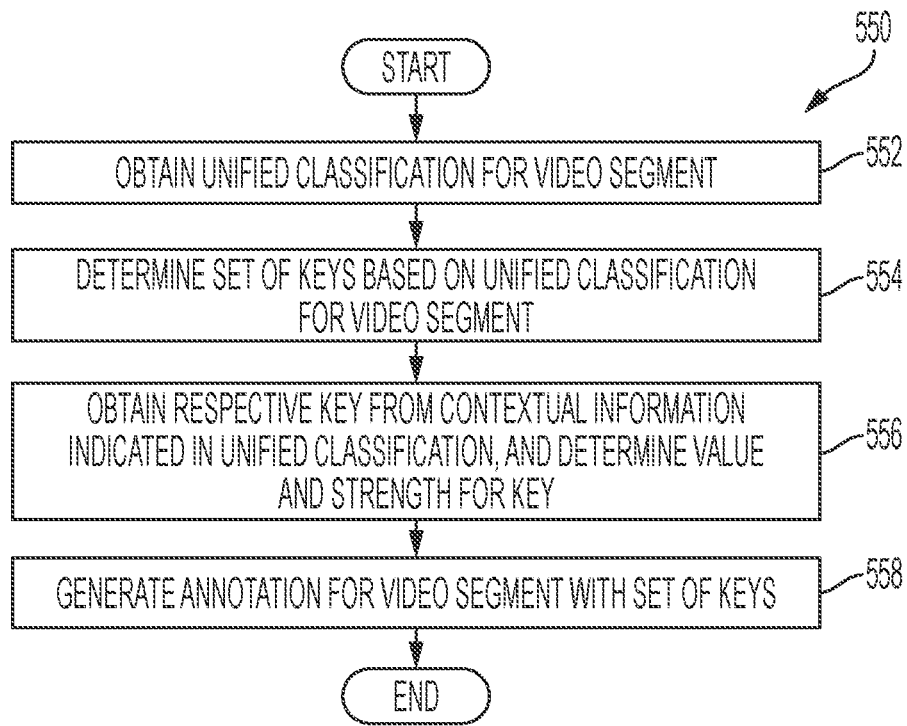 550
START
OBTAIN UNIFIED CLASSIFICATION FOR VIDEO SEGMENT
552
DETERMINE SET OF KEYS BASED ON UNIFIED CLASSIFICATION
FOR VIDEO SEGMENT
554
OBTAIN RESPECTIVE KEY FROM CONTEXTUAL INFORMATION
INDICATED IN UNIFIED CLASSIFICATION, AND DETERMINE VALUE
AND STRENGTH FOR KEY
556
GENERATE ANNOTATION FOR VIDEO SEGMENT WITH SET OF KEYS
558
END